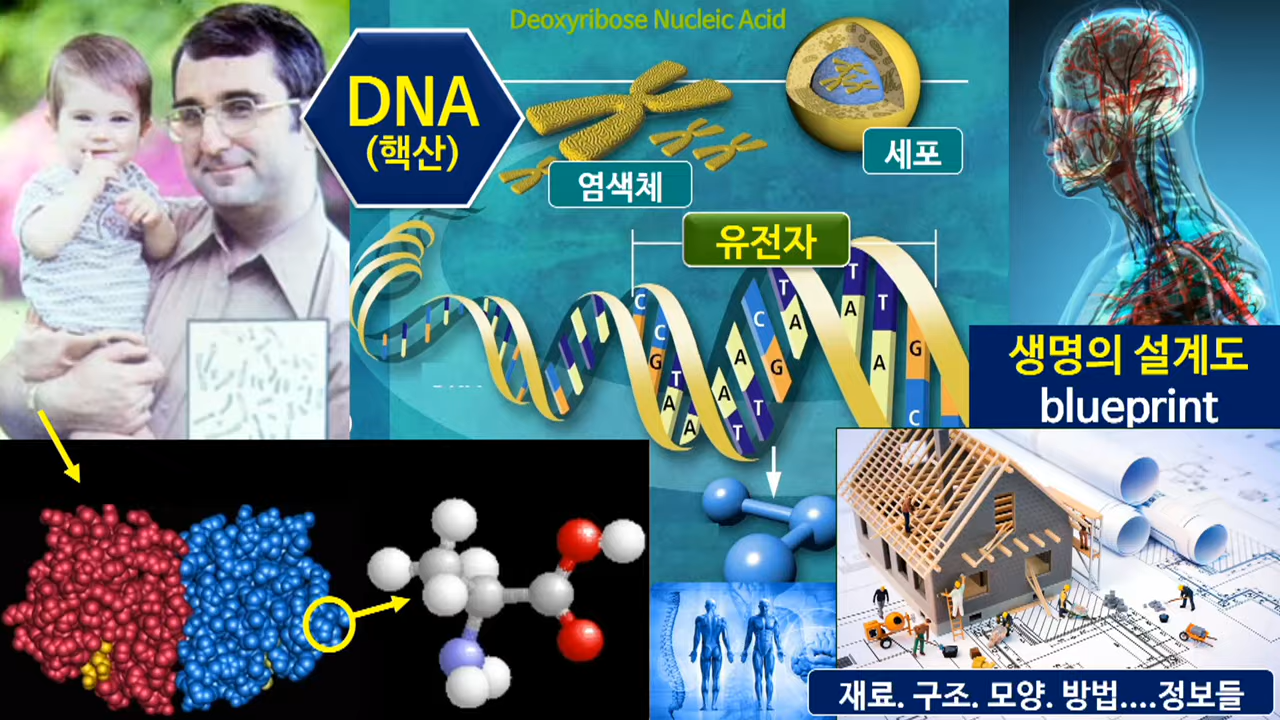 Deoxyribose Nucleic Acid
DNA
(핵산)
염색체
세포
유전자
C
C
G
T
A
A
A
A
T
T
C
G
T
A
T
A
T
A
G
C
생명의 설계도
blueprint
재료. 구조. 모양. 방법....정보들